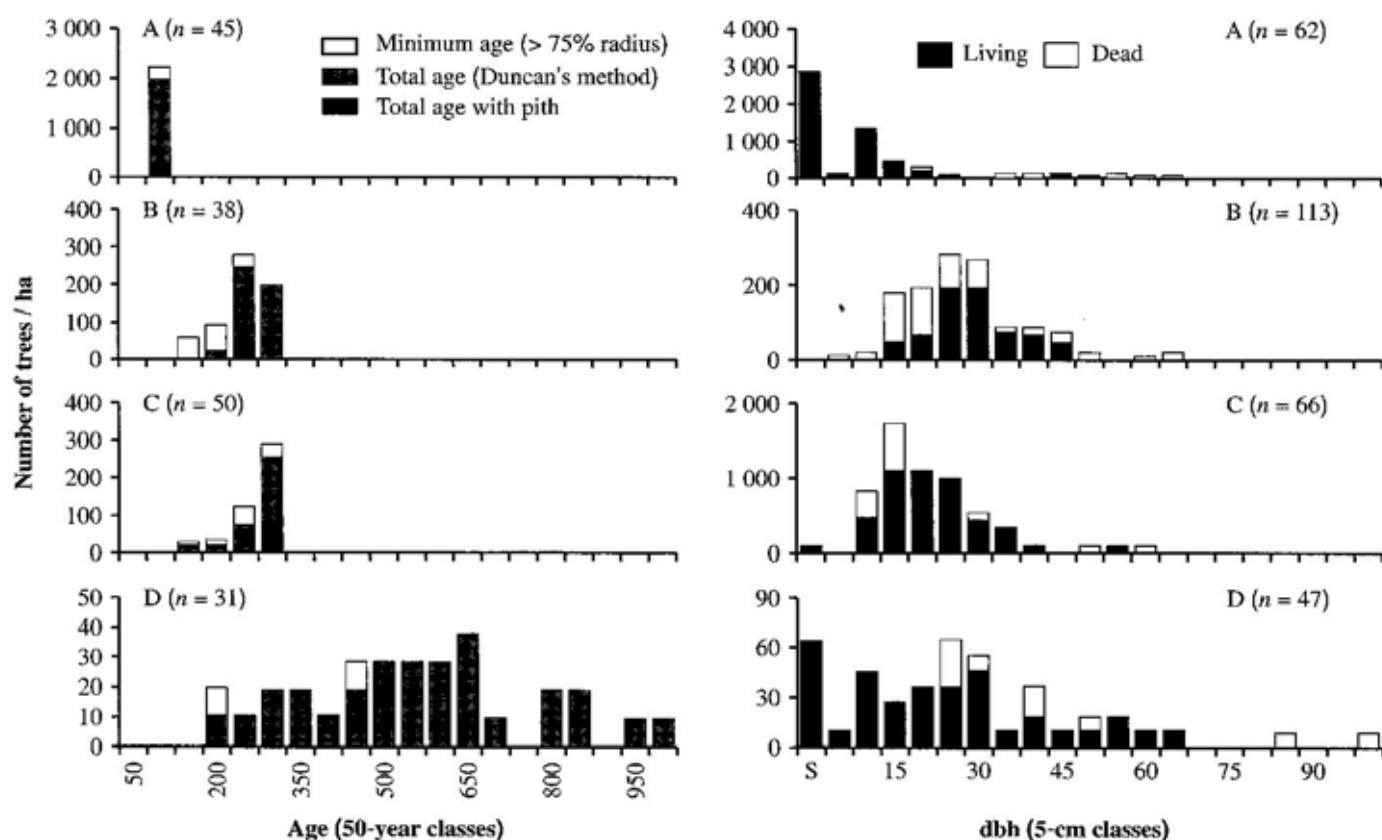 A (n = 45)
3 000
2 000
1 000
0
Minimum age (> 75% radius)
Total age (Duncan's method)
Total age with pith
B (n = 38)
400
300
200
100
0
C (n = 50)
400
300
200
100
0
D (n = 31)
50
40
30
20
10
0
50 200 350 500 650 800 950
Age (50-year classes)
Number of trees / ha
A (n = 62)
4 000
3 000
2 000
1 000
0
Living Dead
B (n = 113)
400
200
0
C (n = 66)
2 000
1 000
0
D (n = 47)
90
60
30
0
S 15 30 45 60 75 90
dbh (5-cm classes)